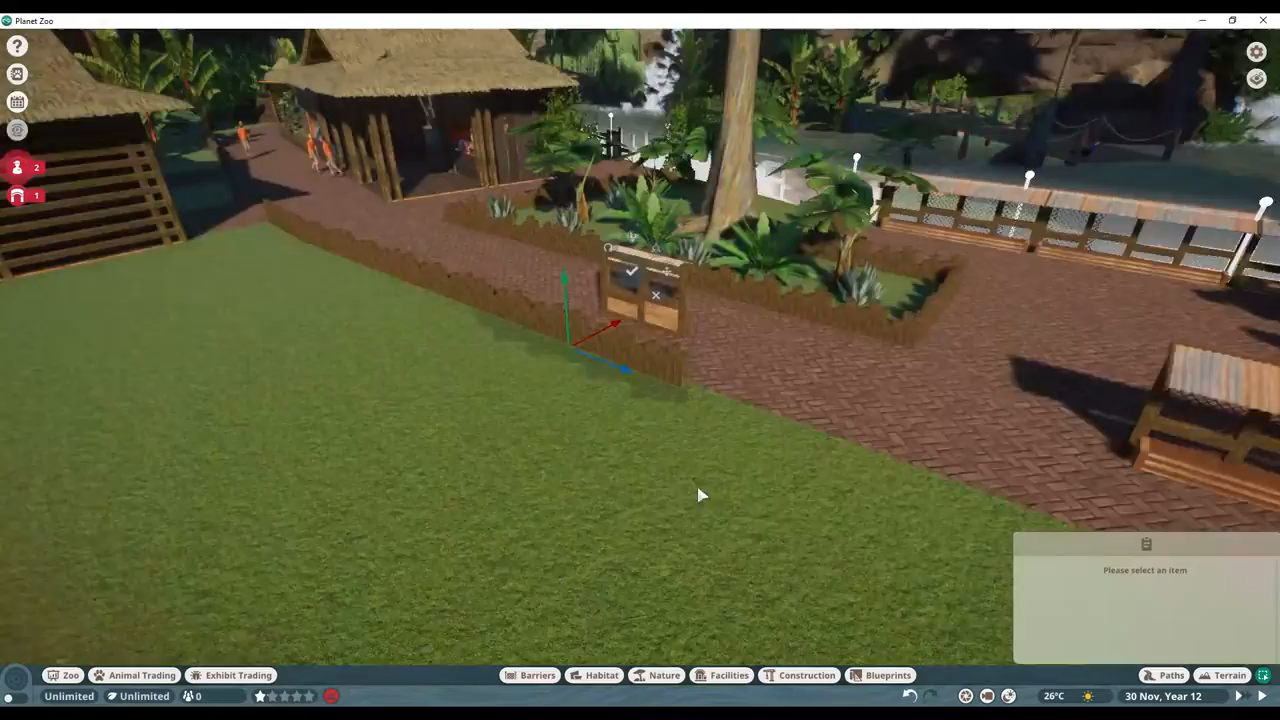 Planet Zoo
2
1
Please select an item
Zoo
Animal Trading
Exhibit Trading
Barriers
Habitat
Nature
Facilities
Construction
Blueprints
Paths
Terrain
Unlimited
Unlimited
0
26°C
30 Nov, Year 12